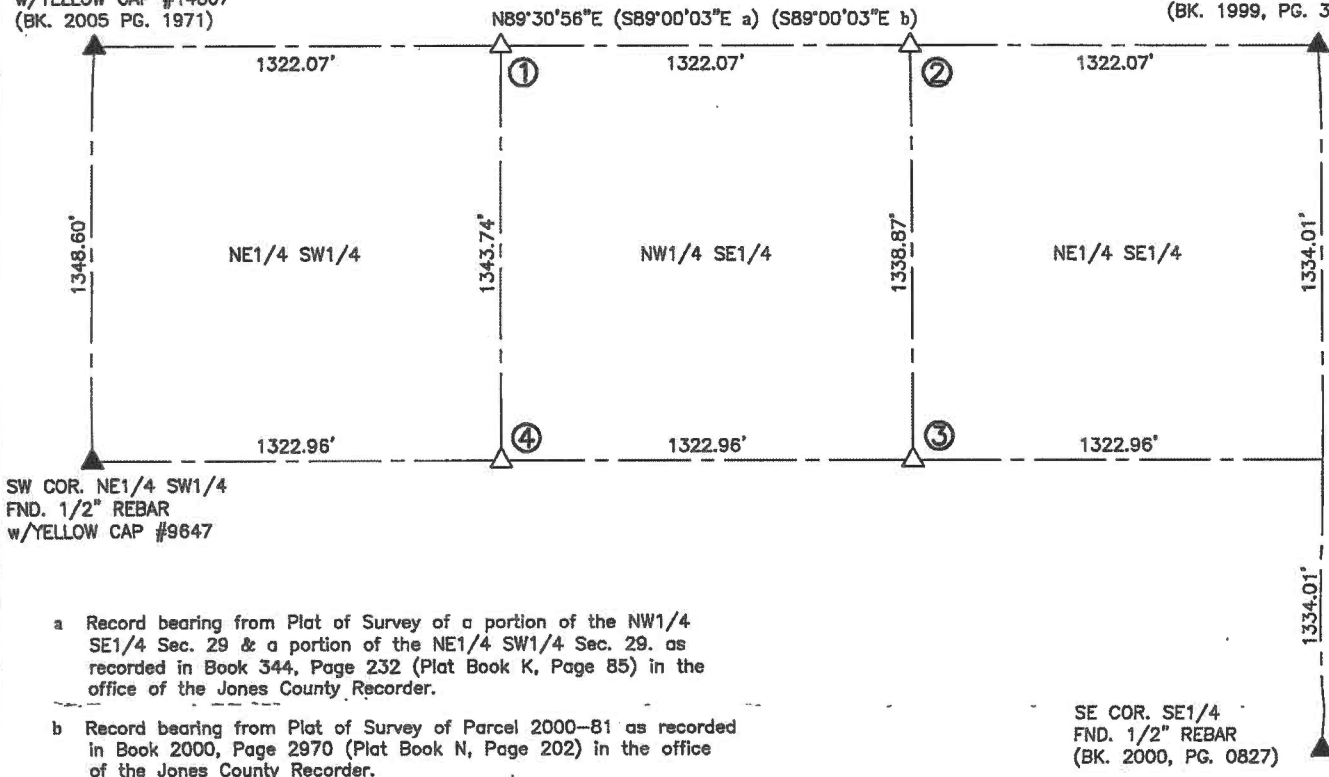 w/YELLOW CAP #14807
(BK. 2005 PG. 1971)
N89°30'56"E (S89°00'03"E a) (S89°00'03"E b)
(BK. 1999, PG. 3
1322.07'
1322.07'
1322.07'
①
②
1348.60'
NE1/4 SW1/4
1343.74'
NW1/4 SE1/4
1338.87'
NE1/4 SE1/4
1334.01'
1322.96'
④
1322.96'
③
1322.96'
SW COR. NE1/4 SW1/4
FND. 1/2" REBAR
w/YELLOW CAP #9647
1334.01'
a Record bearing from Plat of Survey of a portion of the NW1/4
SE1/4 Sec. 29 & a portion of the NE1/4 SW1/4 Sec. 29. as
recorded in Book 344, Page 232 (Plat Book K, Page 85) in the
office of the Jones County Recorder.
b Record bearing from Plat of Survey of Parcel 2000-81 as recorded
in Book 2000, Page 2970 (Plat Book N, Page 202) in the office
of the Jones County Recorder.
SE COR. SE1/4
FND. 1/2" REBAR
(BK. 2000, PG. 0827)